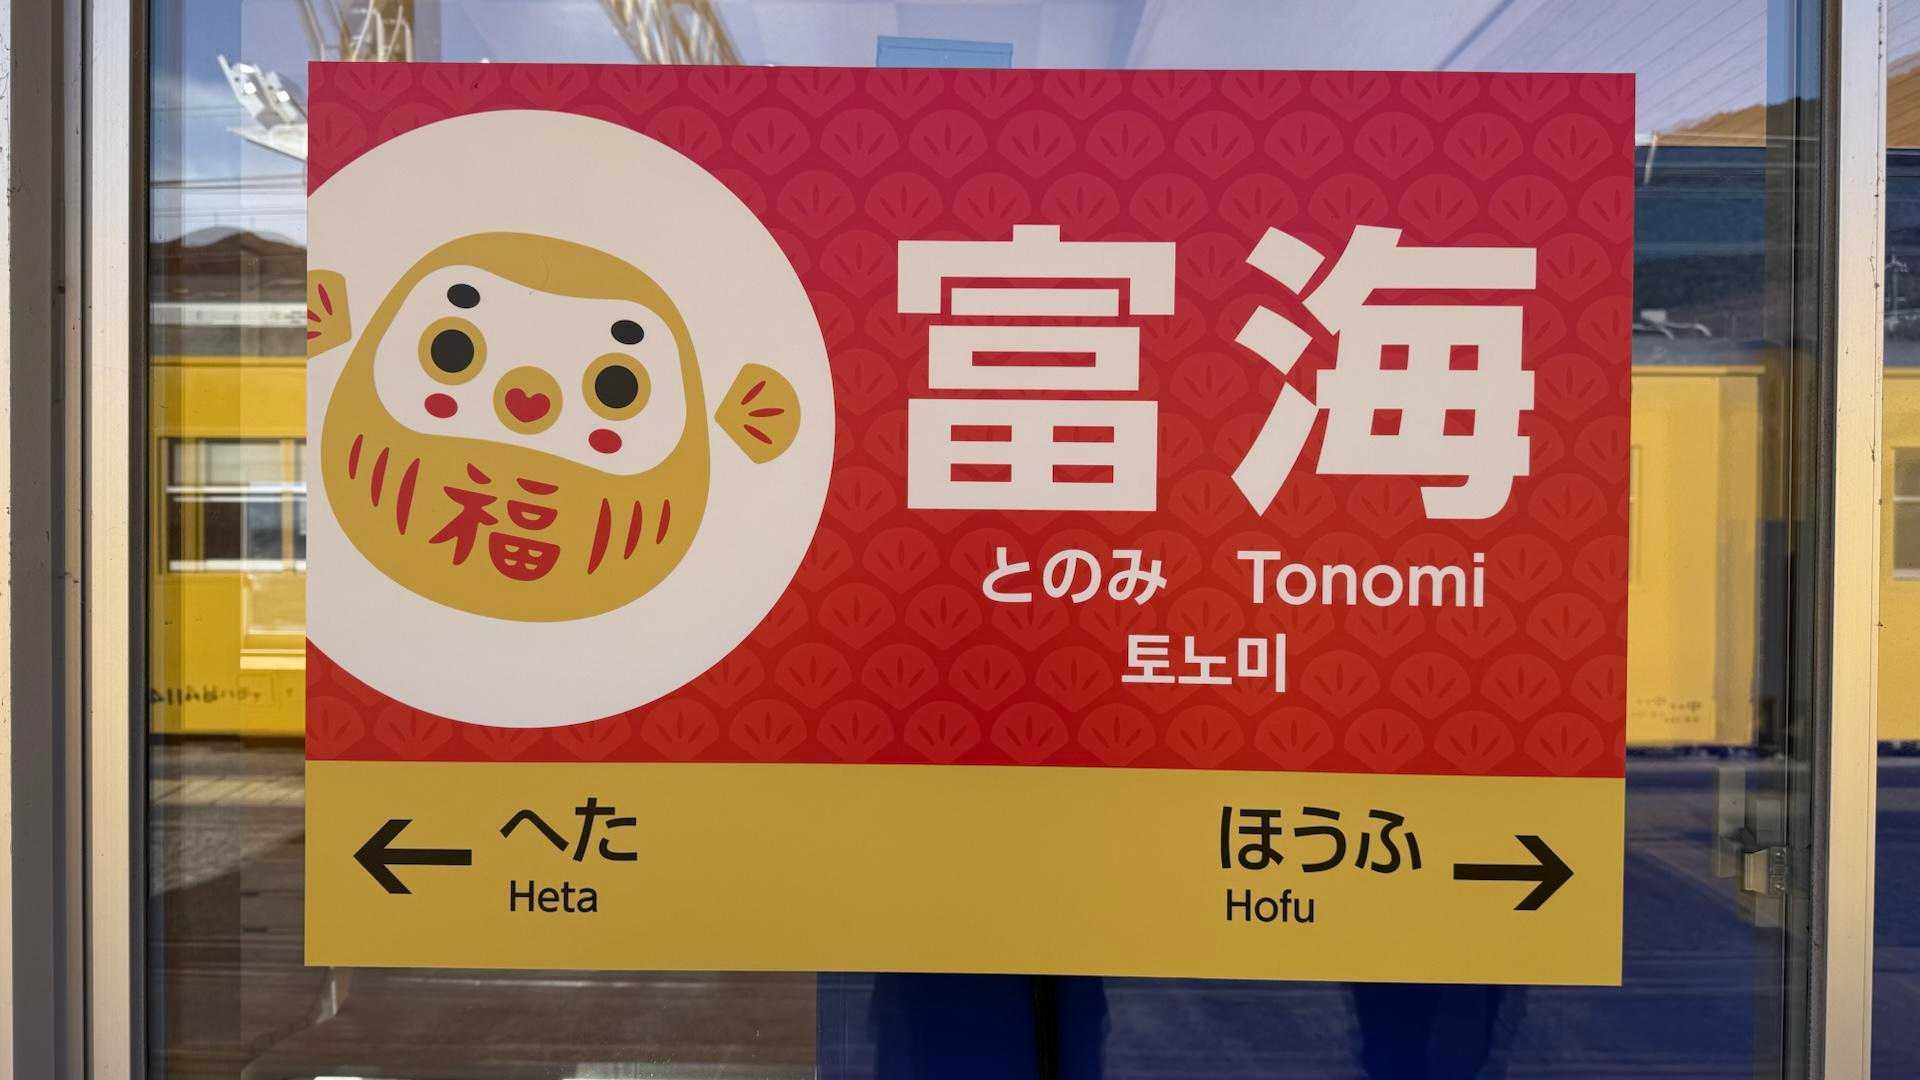 福
富海
とのみ Tonomi
토노미
← へた
Heta
ほうふ →
Hofu